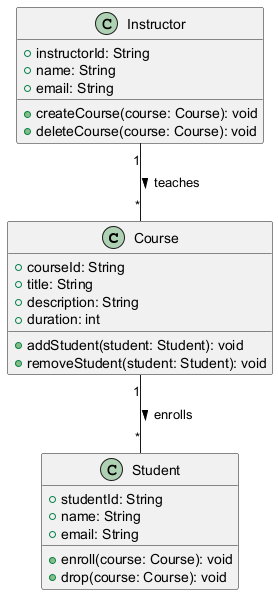 C Instructor
instructorId: String
name: String
email: String
createCourse(course: Course): void
deleteCourse(course: Course): void
1
teaches
*
C Course
courseId: String
title: String
description: String
duration: int
addStudent(student: Student): void
removeStudent(student: Student): void
1
enrolls
*
C Student
studentId: String
name: String
email: String
enroll(course: Course): void
drop(course: Course): void